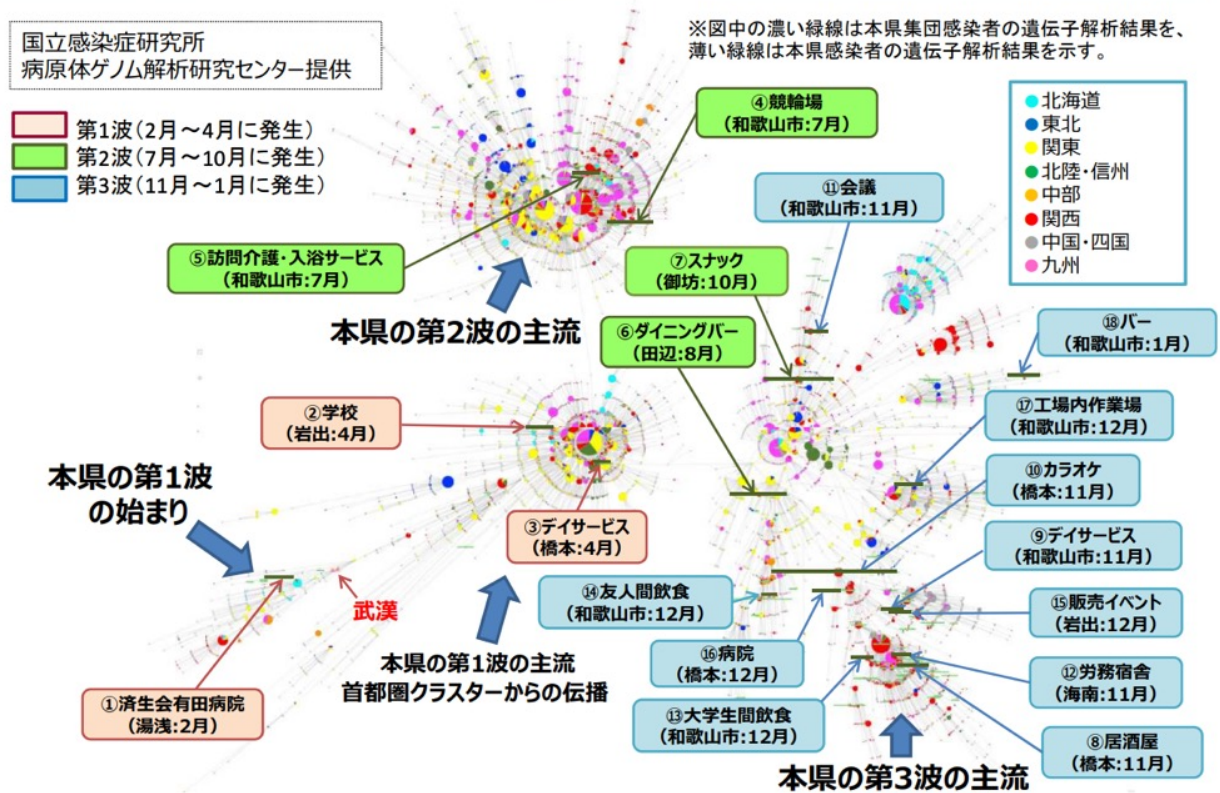 国立感染症研究所
病原体ゲノム解析研究センター提供
※図中の濃い緑線は本県集団感染者の遺伝子解析結果を、
薄い緑線は本県感染者の遺伝子解析結果を示す。
第1波(2月～4月に発生)
第2波(7月～10月に発生)
第3波(11月～1月に発生)
北海道
東北
関東
北陸・信州
中部
関西
中国・四国
九州
④競輪場
(和歌山市:7月)
⑪会議
(和歌山市:11月)
⑤訪問介護・入浴サービス
(和歌山市:7月)
⑦スナック
(御坊:10月)
本県の第2波の主流
⑥ダイニングバー
(田辺:8月)
⑱バー
(和歌山市:1月)
②学校
(岩出:4月)
⑰工場内作業場
(和歌山市:12月)
本県の第1波
の始まり
⑩カラオケ
(橋本:11月)
③デイサービス
(橋本:4月)
⑨デイサービス
(和歌山市:11月)
武漢
⑭友人間飲食
(和歌山市:12月)
⑮販売イベント
(岩出:12月)
本県の第1波の主流
首都圏クラスターからの伝播
⑯病院
(橋本:12月)
⑫労務宿舎
(海南:11月)
①済生会有田病院
(湯浅:2月)
⑬大学生間飲食
(和歌山市:12月)
⑧居酒屋
(橋本:11月)
本県の第3波の主流